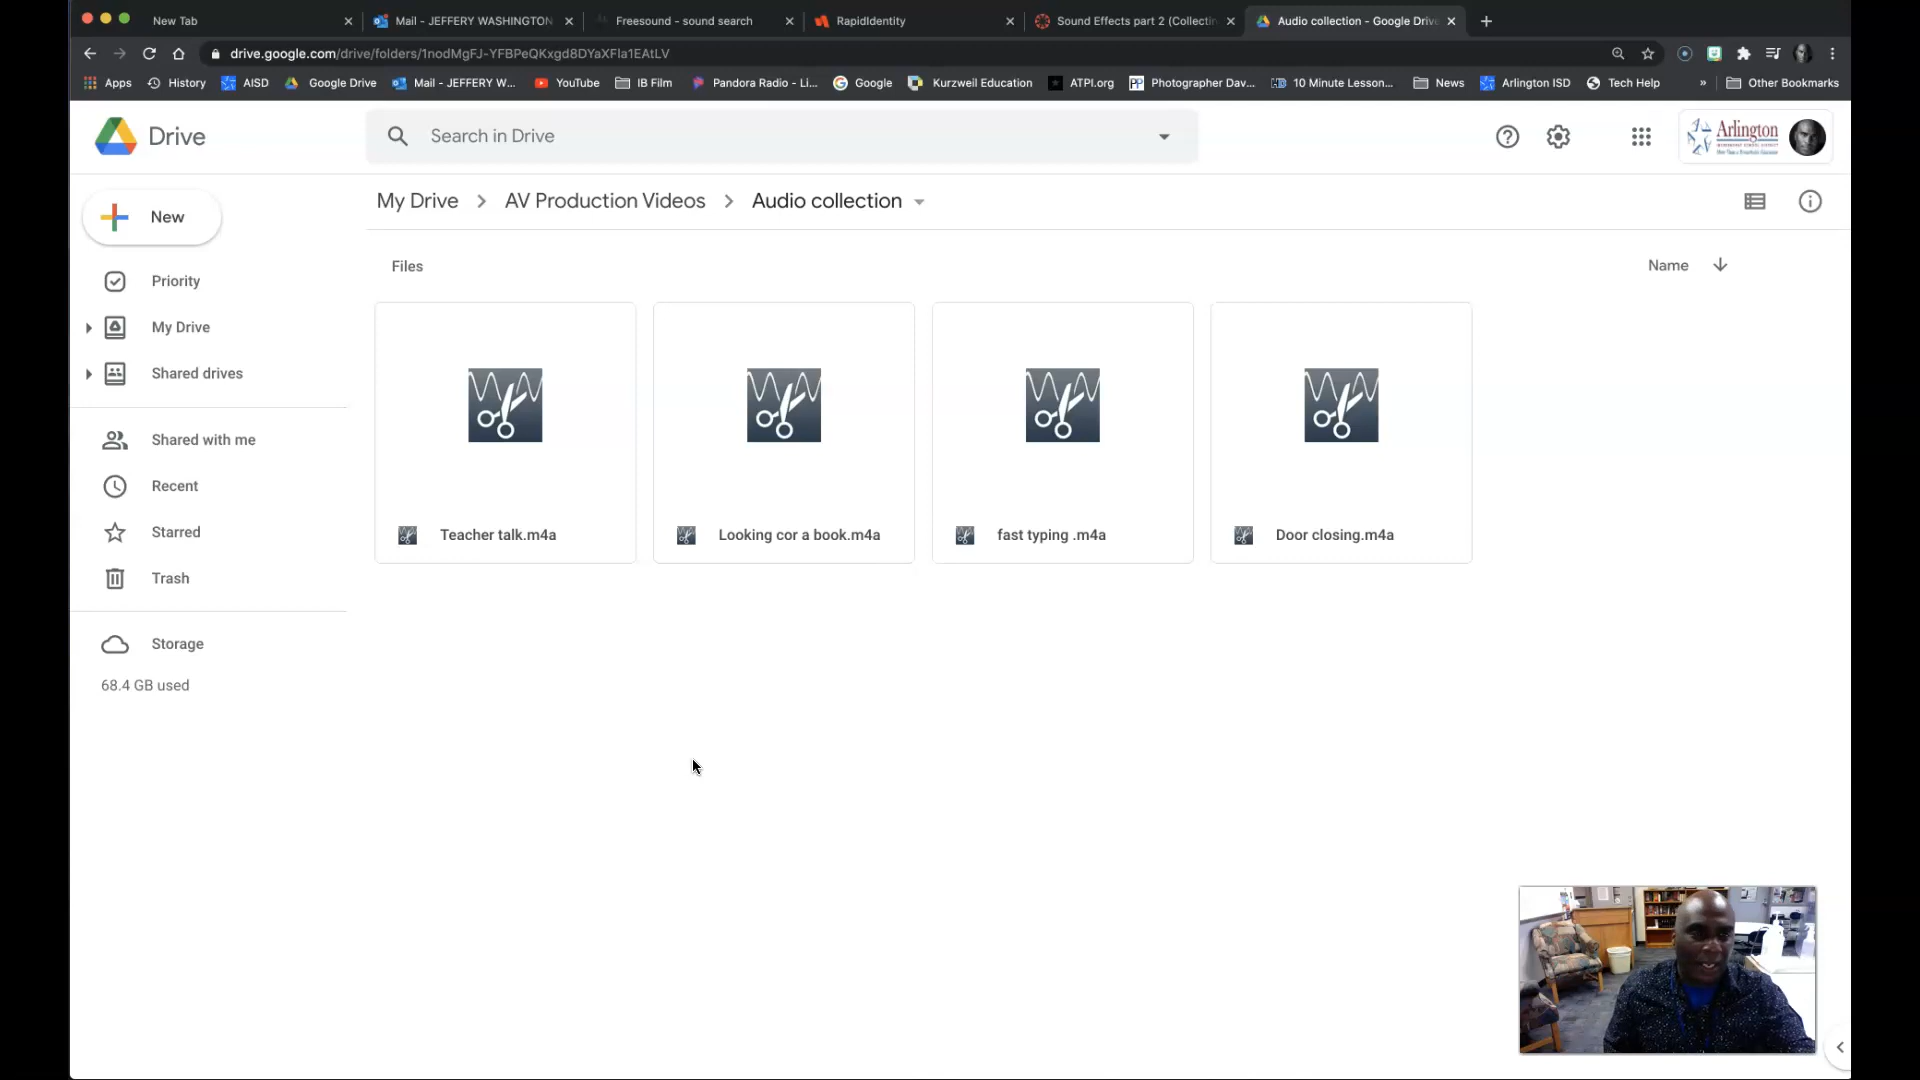 New Tab
Mail - JEFFERY WASHINGTON
Freesound - sound search
RapidIdentity
Sound Effects part 2 (Collectin
Audio collection - Google Drive
drive.google.com/drive/folders/1nodMgFJ-YFBPeQKxgd8DYaXFla1EAtLV
Apps
History
AISD
Google Drive
Mail - JEFFERY W...
YouTube
IB Film
Pandora Radio - Li...
Google
Kurzweil Education
ATPI.org
Photographer Dav...
10 Minute Lesson...
News
Arlington ISD
Tech Help
»
Other Bookmarks
Drive
Search in Drive
Arlington
My Drive
AV Production Videos
Audio collection
New
Files
Name
Priority
My Drive
Shared drives
Shared with me
Recent
Starred
Trash
Storage
68.4 GB used
Teacher talk.m4a
Looking cor a book.m4a
fast typing .m4a
Door closing.m4a